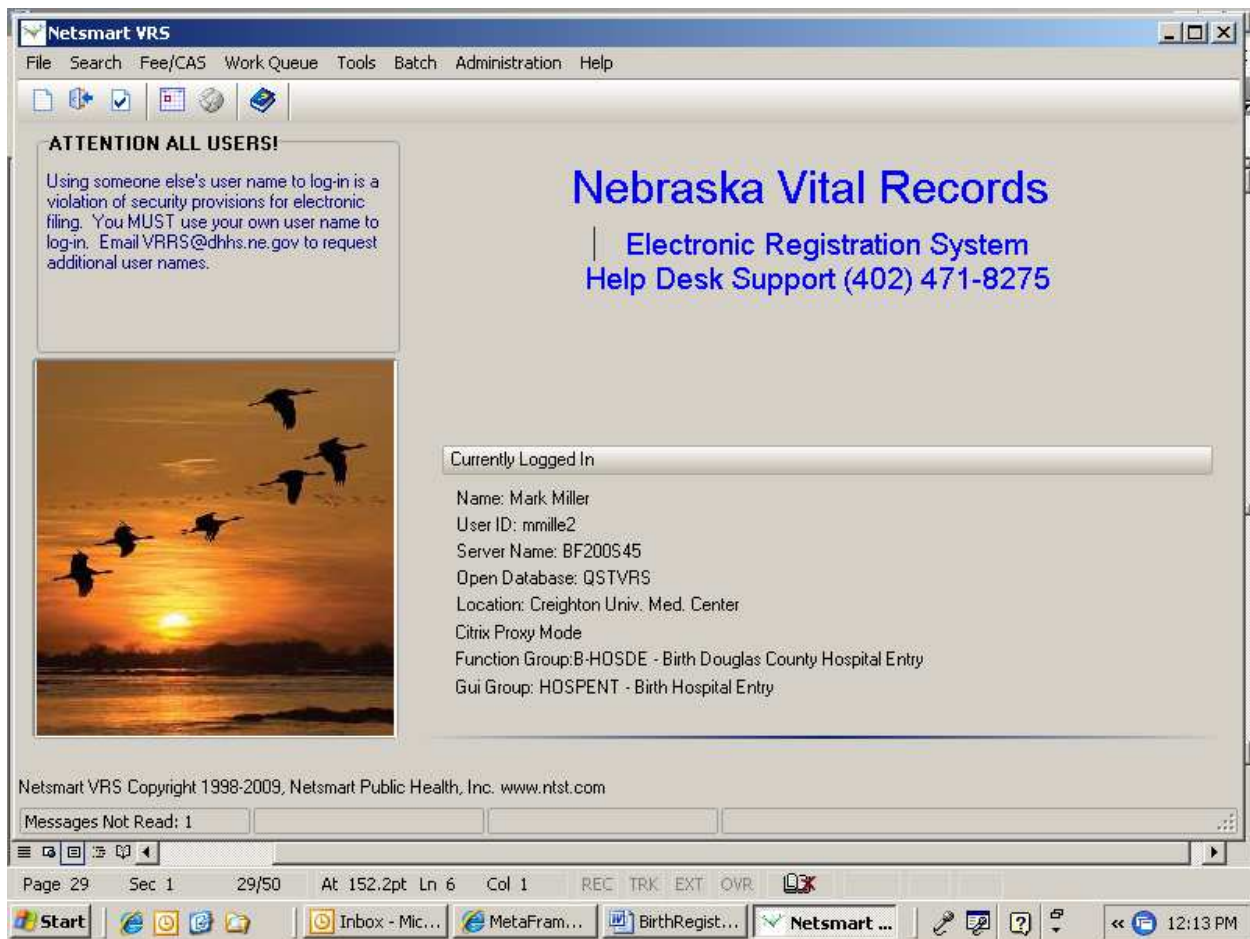 Netsmart VRS
File Search Fee/CAS Work Queue Tools Batch Administration Help
ATTENTION ALL USERS!
Using someone else's user name to log-in is a
violation of security provisions for electronic
filing. You MUST use your own user name to
log-in. Email VRRS@dhhs.ne.gov to request
additional user names.
Nebraska Vital Records
Electronic Registration System
Help Desk Support (402) 471-8275
Currently Logged In
Name: Mark Miller
User ID: mmille2
Server Name: BF200S45
Open Database: QSTVRS
Location: Creighton Univ. Med. Center
Citrix Proxy Mode
Function Group:B-HOSDE - Birth Douglas County Hospital Entry
Gui Group: HOSPENT - Birth Hospital Entry
Netsmart VRS Copyright 1998-2009, Netsmart Public Health, Inc. www.ntst.com
Messages Not Read: 1
Page 29 Sec 1 29/50 At 152.2pt Ln 6 Col 1 REC TRK EXT OVR
Start Inbox - Mic... MetaFram... BirthRegist... Netsmart ... « 12:13 PM